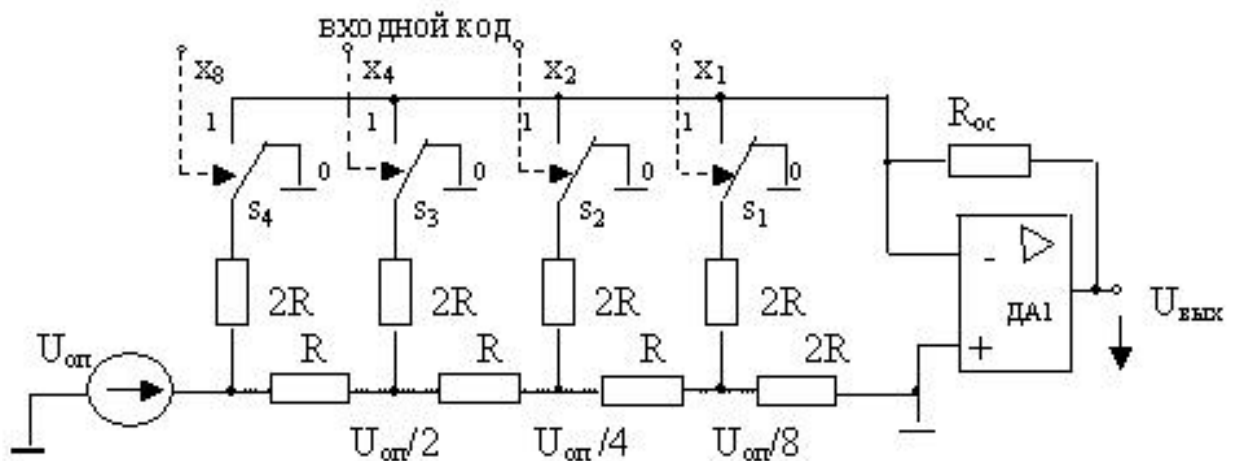 ВХОДНОЙ КОД
x8 x4 x2 x1
1 1 1 1
Rос
0 0 0 0
s4 s3 s2 s1
-
2R 2R 2R 2R
ДА1
Uвых
Uоп
R R R 2R
+
Uоп/2 Uоп/4 Uоп/8